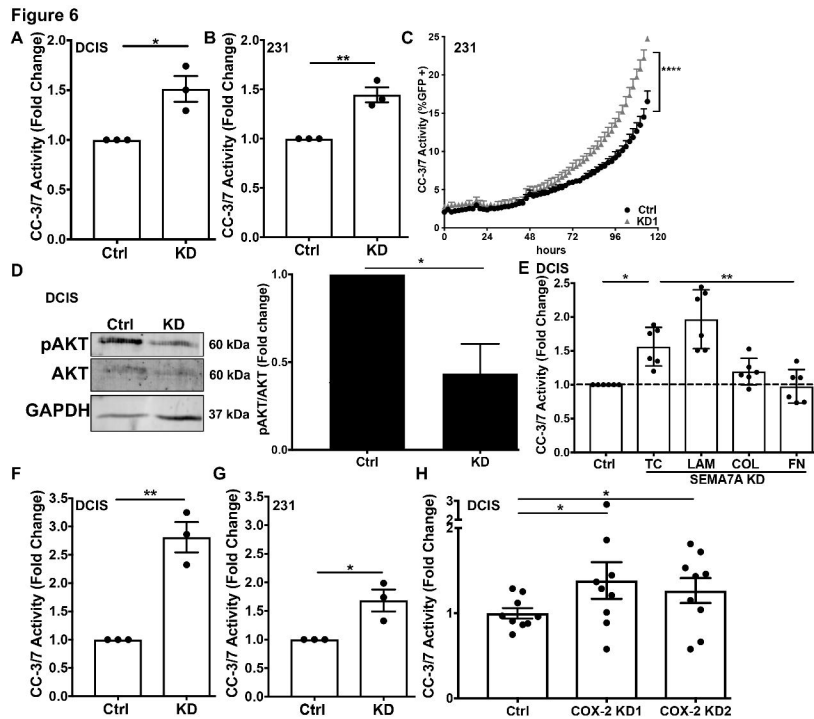 Figure 6
A
DCIS
*
CC-3/7 Activity (Fold Change)
2.0
1.5
1.0
0.5
0.0
Ctrl KD
B
231
**
CC-3/7 Activity (Fold Change)
2.0
1.5
1.0
0.5
0.0
Ctrl KD
C
231
****
CC-3/7 Activity (%GFP +)
25
20
15
10
5
0
0 24 48 72 96 120
hours
Ctrl
KD1
D
DCIS
Ctrl KD
pAKT 60 kDa
AKT 60 kDa
GAPDH 37 kDa
*
pAKT/AKT (Fold change)
1.0
0.5
0.0
Ctrl KD
E
DCIS
* **
CC-3/7 Activity (Fold Change)
2.5
2.0
1.5
1.0
0.5
0.0
Ctrl TC LAM COL FN
SEMA7A KD
F
DCIS
**
CC-3/7 Activity (Fold Change)
3.5
3.0
2.5
2.0
1.5
1.0
0.5
0.0
Ctrl KD
G
231
*
CC-3/7 Activity (Fold Change)
3.5
3.0
2.5
2.0
1.5
1.0
0.5
0.0
Ctrl KD
H
DCIS
*
*
CC-3/7 Activity (Fold Change)
3
2
2
1
0
Ctrl COX-2 KD1 COX-2 KD2